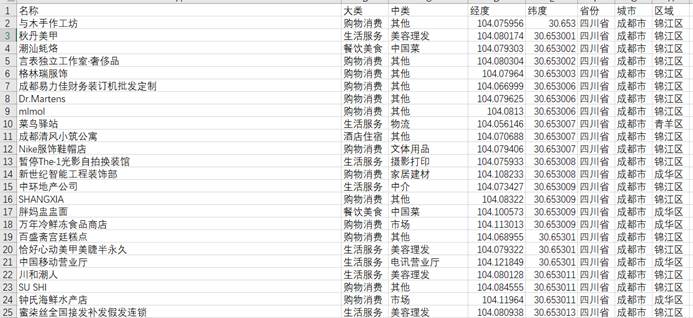 1 名称 大类 中类 经度 纬度 省份 城市 区域
2 与木手作工坊 购物消费 其他 104.075956 30.653 四川省 成都市 锦江区
3 秋丹美甲 生活服务 美容理发 104.080174 30.653001 四川省 成都市 锦江区
4 潮汕蚝烙 餐饮美食 中国菜 104.079303 30.653002 四川省 成都市 锦江区
5 言表独立工作室·奢侈品 购物消费 其他 104.080304 30.653002 四川省 成都市 锦江区
6 格林瑞服饰 购物消费 其他 104.07964 30.653003 四川省 成都市 锦江区
7 成都易力佳财务装订机批发定制 购物消费 其他 104.066999 30.653006 四川省 成都市 锦江区
8 Dr.Martens 购物消费 其他 104.079625 30.653006 四川省 成都市 锦江区
9 mlmol 购物消费 其他 104.0813 30.653006 四川省 成都市 锦江区
10 菜鸟驿站 生活服务 物流 104.056146 30.653007 四川省 成都市 青羊区
11 成都清风小筑公寓 酒店住宿 其他 104.070688 30.653007 四川省 成都市 锦江区
12 Nike服饰鞋帽店 购物消费 文体用品 104.079406 30.653007 四川省 成都市 锦江区
13 暂停The·1光影自拍换装馆 生活服务 摄影打印 104.075933 30.653008 四川省 成都市 锦江区
14 新世纪智能工程装饰部 购物消费 家居建材 104.108233 30.653008 四川省 成都市 成华区
15 中环地产公司 生活服务 中介 104.073427 30.653009 四川省 成都市 锦江区
16 SHANGXIA 购物消费 其他 104.08322 30.653009 四川省 成都市 锦江区
17 胖妈盅盅面 餐饮美食 中国菜 104.100573 30.653009 四川省 成都市 锦江区
18 万年冷鲜冻食品商店 购物消费 市场 104.113013 30.653009 四川省 成都市 成华区
19 百盛斋宫廷糕点 购物消费 其他 104.068955 30.65301 四川省 成都市 锦江区
20 恰好心动美甲美睫半永久 生活服务 美容理发 104.079322 30.65301 四川省 成都市 锦江区
21 中国移动营业厅 生活服务 电讯营业厅 104.121849 30.65301 四川省 成都市 成华区
22 川和潮人 生活服务 美容理发 104.080128 30.653011 四川省 成都市 锦江区
23 SU SHI 购物消费 其他 104.084555 30.653011 四川省 成都市 锦江区
24 钟氏海鲜水产店 购物消费 市场 104.11964 30.653011 四川省 成都市 成华区
25 蜜柒丝全国接发补发假发连锁 生活服务 美容理发 104.080938 30.653013 四川省 成都市 锦江区